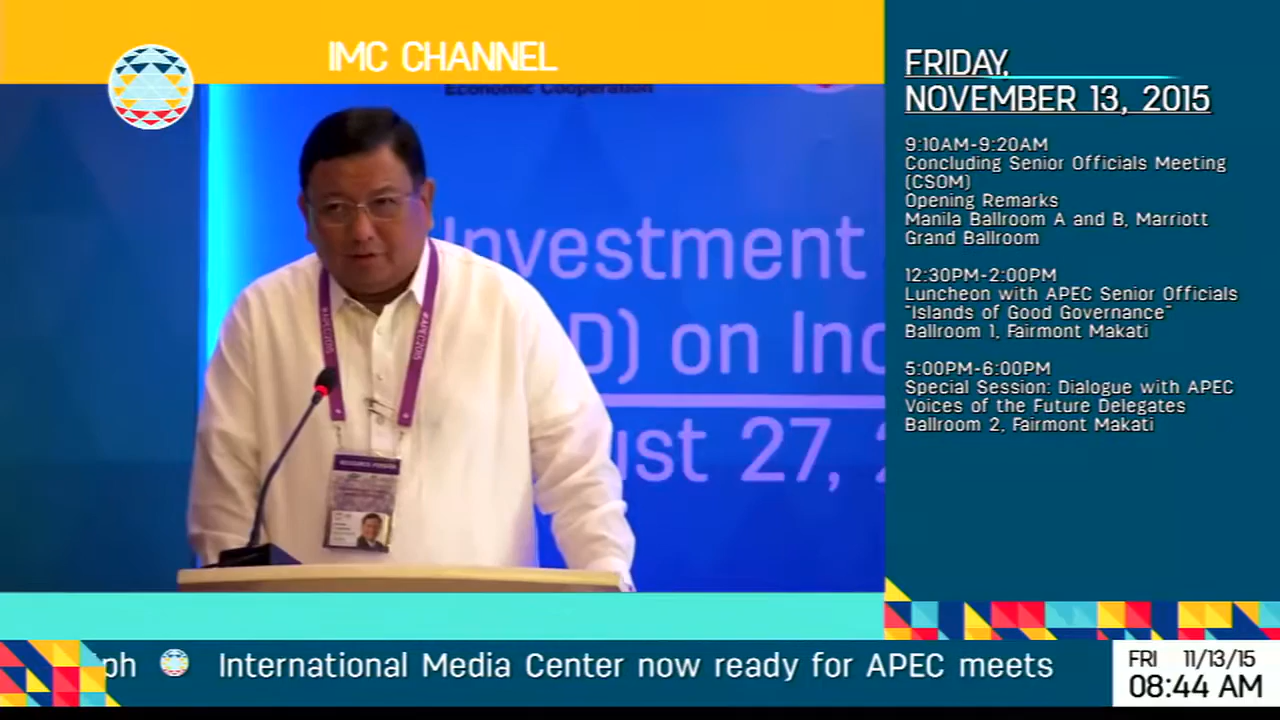 IMC CHANNEL
Economic Cooperation
Investment
D) on Inc
ust 27, 2
#APEC2015
#APEC2015
RESOURCE PERSON
FRIDAY,
NOVEMBER 13, 2015
9:10AM-9:20AM
Concluding Senior Officials Meeting
(CSOM)
Opening Remarks
Manila Ballroom A and B, Marriott
Grand Ballroom
12:30PM-2:00PM
Luncheon with APEC Senior Officials
"Islands of Good Governance"
Ballroom 1, Fairmont Makati
5:00PM-6:00PM
Special Session: Dialogue with APEC
Voices of the Future Delegates
Ballroom 2, Fairmont Makati
.ph International Media Center now ready for APEC meets
FRI 11/13/15
08:44 AM